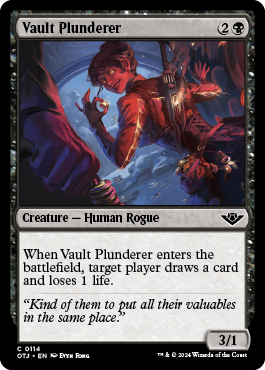 Vault Plunderer 2
Creature — Human Rogue
When Vault Plunderer enters the
battlefield, target player draws a card
and loses 1 life.
“Kind of them to put all their valuables
in the same place.”
3/1
C 0114
OTJ • EN Evyn Fong
™ & © 2024 Wizards of the Coast